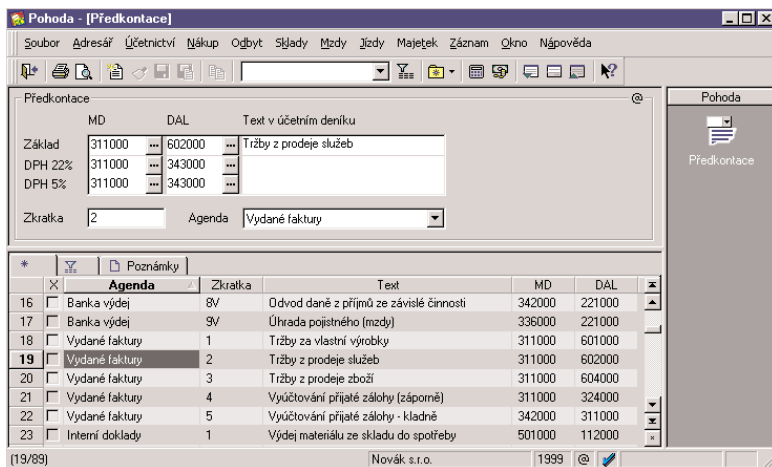 Pohoda - [Předkontace]
Soubor Adresář Účetnictví Nákup Odbyt Sklady Mzdy Jízdy Majetek Záznam Okno Nápověda
Předkontace @
MD DAL Text v účetním deníku
Základ 311000 ... 602000 ... Tržby z prodeje služeb
DPH 22% 311000 ... 343000 ...
DPH 5% 311000 ... 343000 ...
Zkratka 2 Agenda Vydané faktury
Pohoda
Předkontace
* Poznámky
X Agenda Zkratka Text MD DAL
16 Banka výdej 8V Odvod daně z příjmů ze závislé činnosti 342000 221000
17 Banka výdej 9V Úhrada pojistného (mzdy) 336000 221000
18 Vydané faktury 1 Tržby za vlastní výrobky 311000 601000
19 Vydané faktury 2 Tržby z prodeje služeb 311000 602000
20 Vydané faktury 3 Tržby z prodeje zboží 311000 604000
21 Vydané faktury 4 Vyúčtování přijaté zálohy (záporně) 311000 324000
22 Vydané faktury 5 Vyúčtování přijaté zálohy - kladně 342000 311000
23 Interní doklady 1 Výdej materiálu ze skladu do spotřeby 501000 112000
(19/89) Novák s.r.o. 1999 @